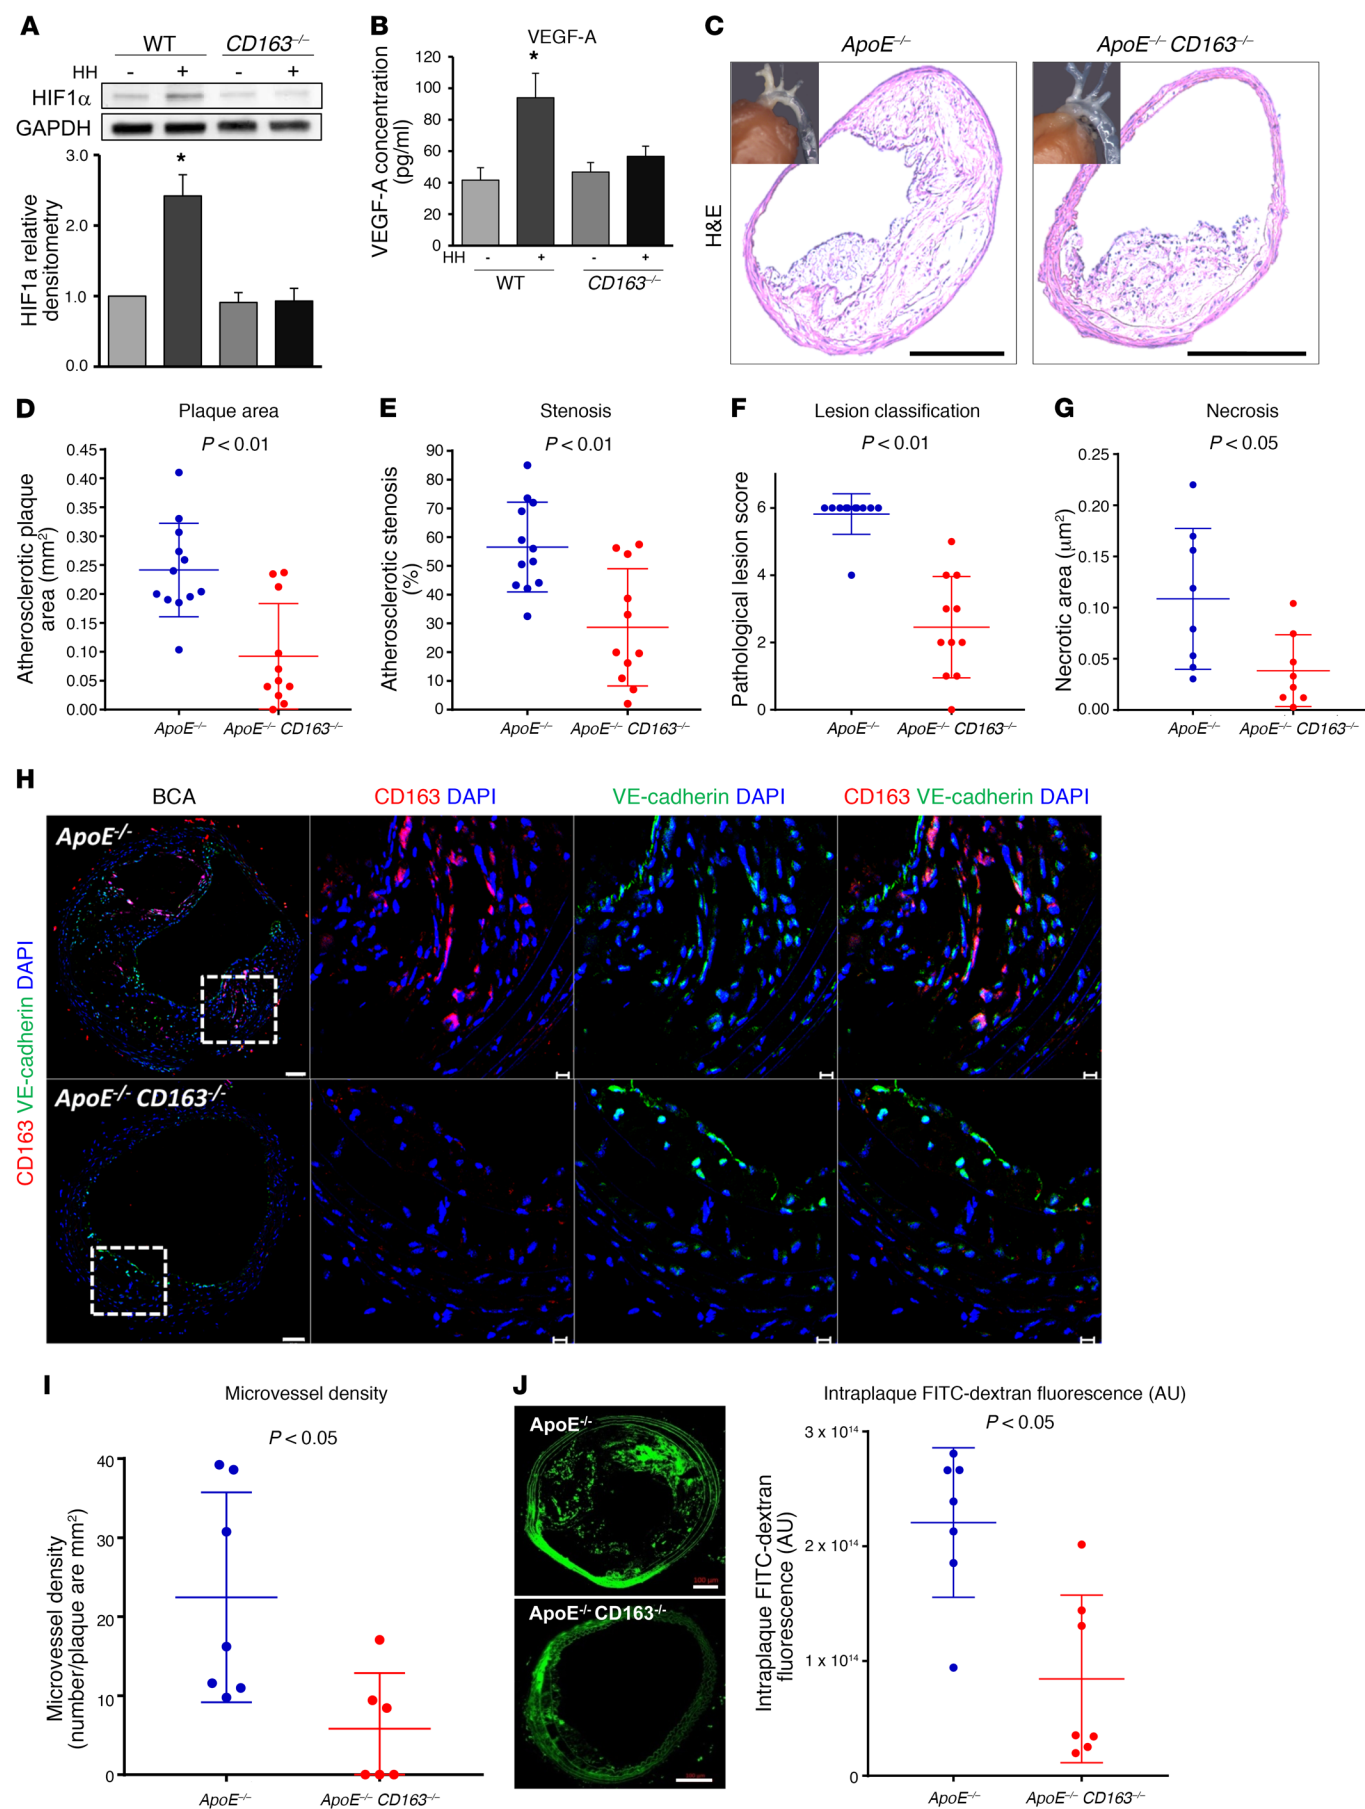 A
WT CD163–/–
HH - + - +
HIF1α
GAPDH
*
3.0
2.0
1.0
0.0
HIF1a relative
densitometry
B
VEGF-A
*
120
100
80
60
40
20
0
VEGF-A concentration
(pg/ml)
HH - + - +
WT CD163–/–
C
ApoE–/– ApoE–/– CD163–/–
H&E
D
Plaque area
P < 0.01
0.45
0.40
0.35
0.30
0.25
0.20
0.15
0.10
0.05
0.00
Atherosclerotic plaque
area (mm2)
ApoE–/– ApoE–/– CD163–/–
E
Stenosis
P < 0.01
90
80
70
60
50
40
30
20
10
0
Atherosclerotic stenosis
(%)
ApoE–/– ApoE–/– CD163–/–
F
Lesion classification
P < 0.01
6
4
2
0
Pathological lesion score
ApoE–/– ApoE–/– CD163–/–
G
Necrosis
P < 0.05
0.25
0.20
0.15
0.10
0.05
0.00
Necrotic area (μm2)
ApoE–/– ApoE–/– CD163–/–
H
BCA CD163 DAPI VE-cadherin DAPI CD163 VE-cadherin DAPI
ApoE-/-
ApoE-/- CD163-/-
CD163 VE-cadherin DAPI
I
Microvessel density
P < 0.05
40
30
20
10
0
Microvessel density
(number/plaque are mm2)
ApoE–/– ApoE–/– CD163–/–
J
ApoE-/-
100 μm
ApoE-/- CD163-/-
100 μm
Intraplaque FITC-dextran fluorescence (AU)
P < 0.05
3 x 1014
2 x 1014
1 x 1014
0
Intraplaque FITC-dextran
fluorescence (AU)
ApoE–/– ApoE–/– CD163–/–